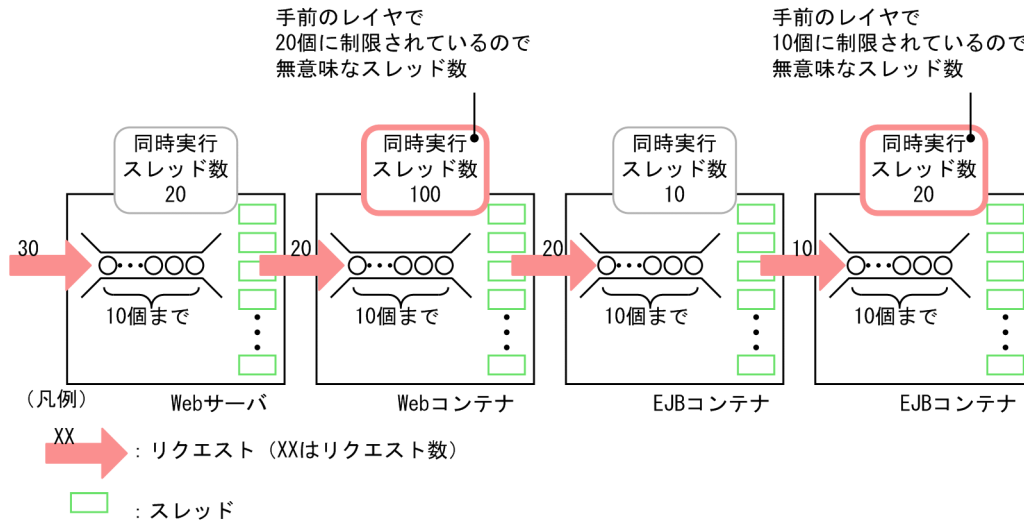 手前のレイヤで
20個に制限されているので
無意味なスレッド数
手前のレイヤで
10個に制限されているので
無意味なスレッド数
同時実行
スレッド数
20
同時実行
スレッド数
100
同時実行
スレッド数
10
同時実行
スレッド数
20
30
20
20
10
10個まで
10個まで
10個まで
10個まで
Webサーバ
Webコンテナ
EJBコンテナ
EJBコンテナ
（凡例）
XX
：リクエスト（XXはリクエスト数）
：スレッド